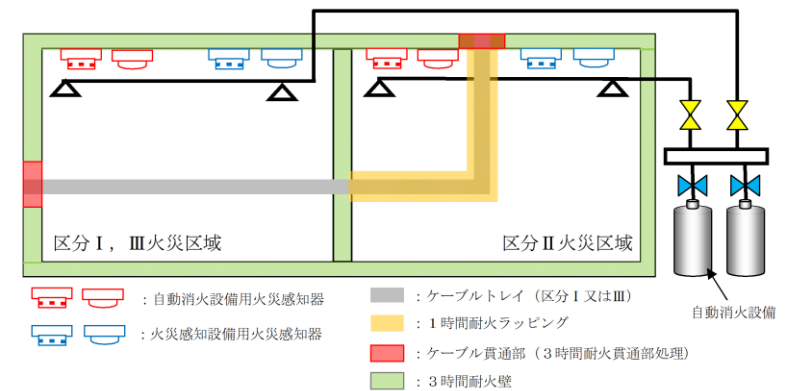 区分Ⅰ，Ⅲ火災区域
区分Ⅱ火災区域
：自動消火設備用火災感知器
：火災感知設備用火災感知器
：ケーブルトレイ（区分Ⅰ又はⅢ）
：１時間耐火ラッピング
：ケーブル貫通部（３時間耐火貫通部処理）
：３時間耐火壁
自動消火設備